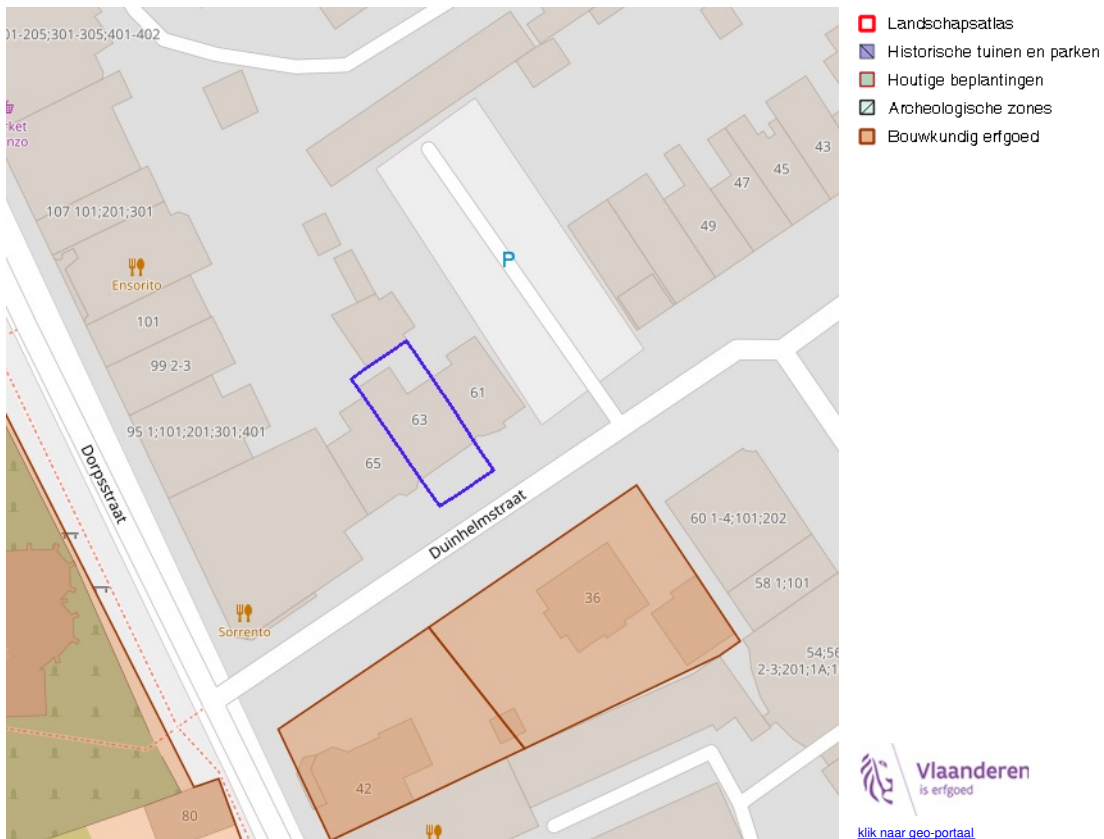 01-205;301-305;401-402
rket
nzo
107 101;201;301
Ensorito
101
99 2-3
95 1;101;201;301;401
Dorpsstraat
65
63
61
P
49
47
45
43
Duinhelmstraat
Sorrento
60 1-4;101;202
58 1;101
54;56
2-3;201;1A;1
36
42
80
Landschapsatlas
Historische tuinen en parken
Houtige beplantingen
Archeologische zones
Bouwkundig erfgoed
Vlaanderen
is erfgoed
klik naar geo-portaal